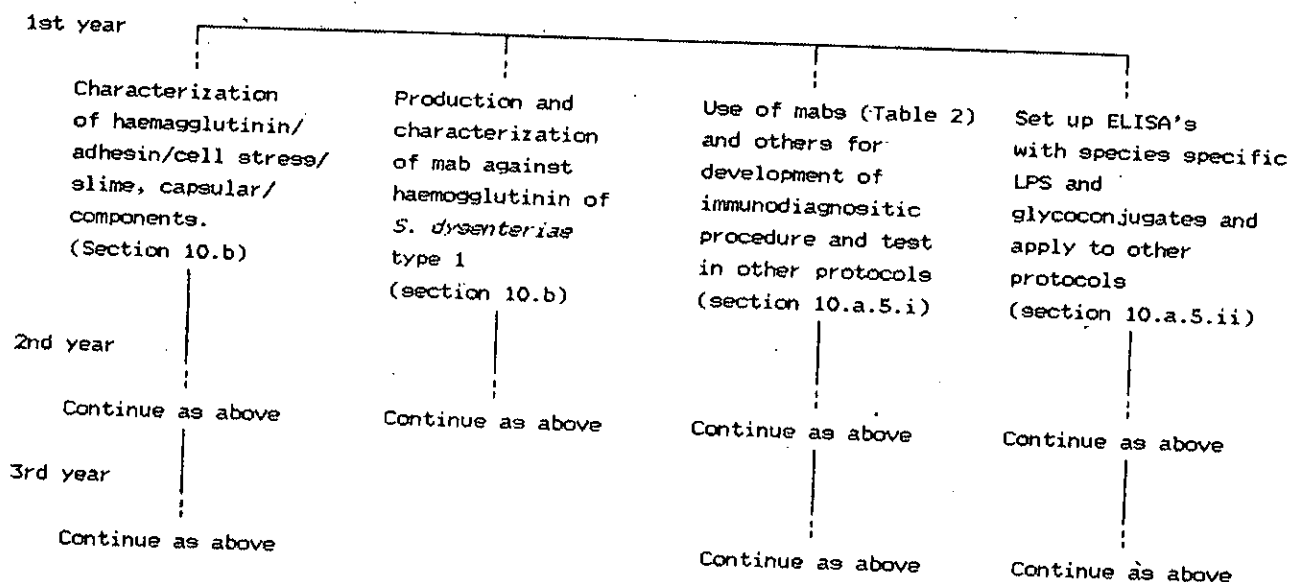 1st year
Characterization
of haemagglutinin/
adhesin/cell stress/
slime, capsular/
components.
(Section 10.b)
Production and
characterization
of mab against
haemogglutinin of
S. dysenteriae
type 1
(section 10.b)
Use of mabs (Table 2)
and others for
development of
immunodiagnositic
procedure and test
in other protocols
(section 10.a.5.i)
Set up ELISA's
with species specific
LPS and
glycoconjugates and
apply to other
protocols
(section 10.a.5.ii)
2nd year
Continue as above
Continue as above
Continue as above
Continue as above
3rd year
Continue as above
Continue as above
Continue as above